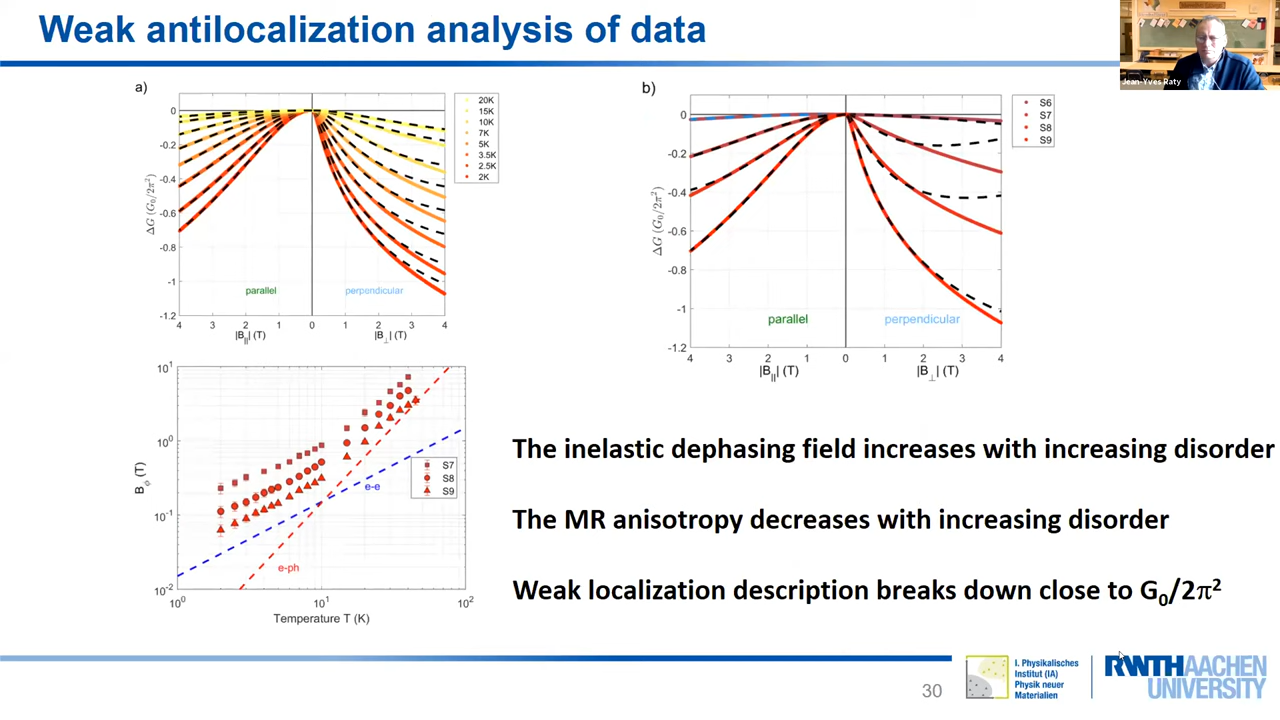 Weak antilocalization analysis of data
Jean-Yves Raty
a)
0
-0.2
-0.4
-0.6
-0.8
-1
-1.2
ΔG (G₀/2π²)
parallel
perpendicular
4 3 2 1 0 1 2 3 4
|B||| (T)
|B⊥| (T)
20K
15K
10K
7K
5K
3.5K
2.5K
2K
b)
0
-0.2
-0.4
-0.6
-0.8
-1
-1.2
ΔG (G₀/2π²)
parallel
perpendicular
4 3 2 1 0 1 2 3 4
|B||| (T)
|B⊥| (T)
S6
S7
S8
S9
10¹
10⁰
10⁻¹
10⁻²
Bϕ (T)
S7
S8
S9
e-e
e-ph
10⁰ 10¹ 10²
Temperature T (K)
The inelastic dephasing field increases with increasing disorder
The MR anisotropy decreases with increasing disorder
Weak localization description breaks down close to G₀/2π²
30
I. Physikalisches
Institut (IA)
Physik neuer
Materialien
RWTHAACHEN
UNIVERSITY